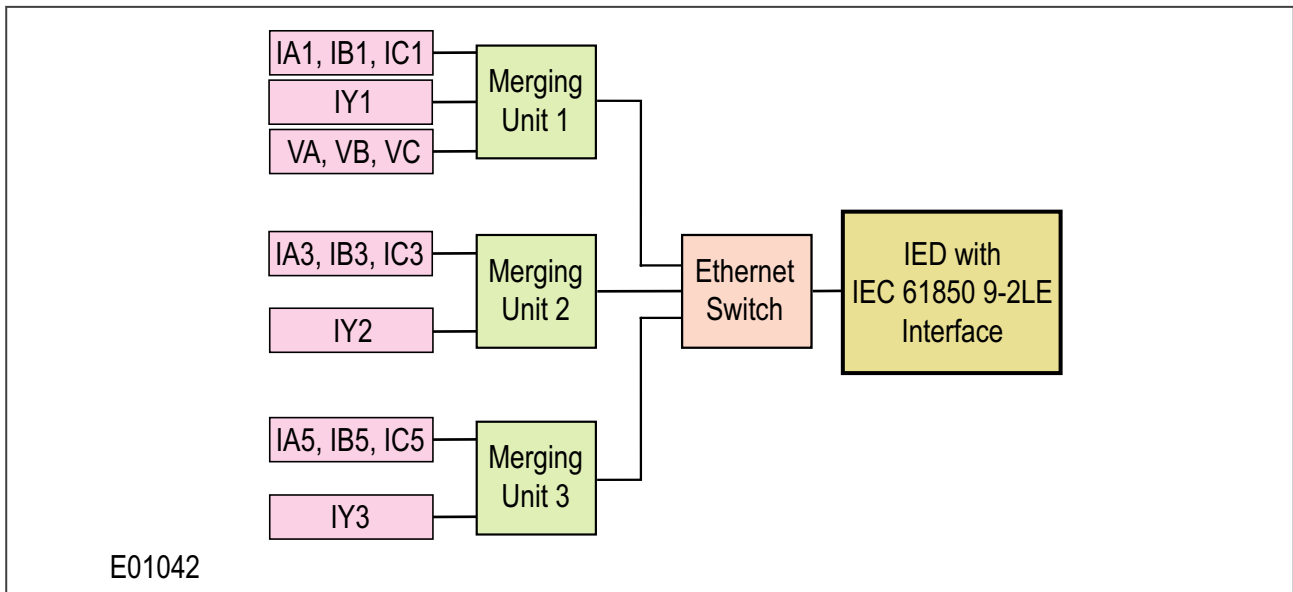 IA1, IB1, IC1
IY1
VA, VB, VC
Merging
Unit 1
IA3, IB3, IC3
IY2
Merging
Unit 2
IA5, IB5, IC5
IY3
Merging
Unit 3
Ethernet
Switch
IED with
IEC 61850 9-2LE
Interface
E01042